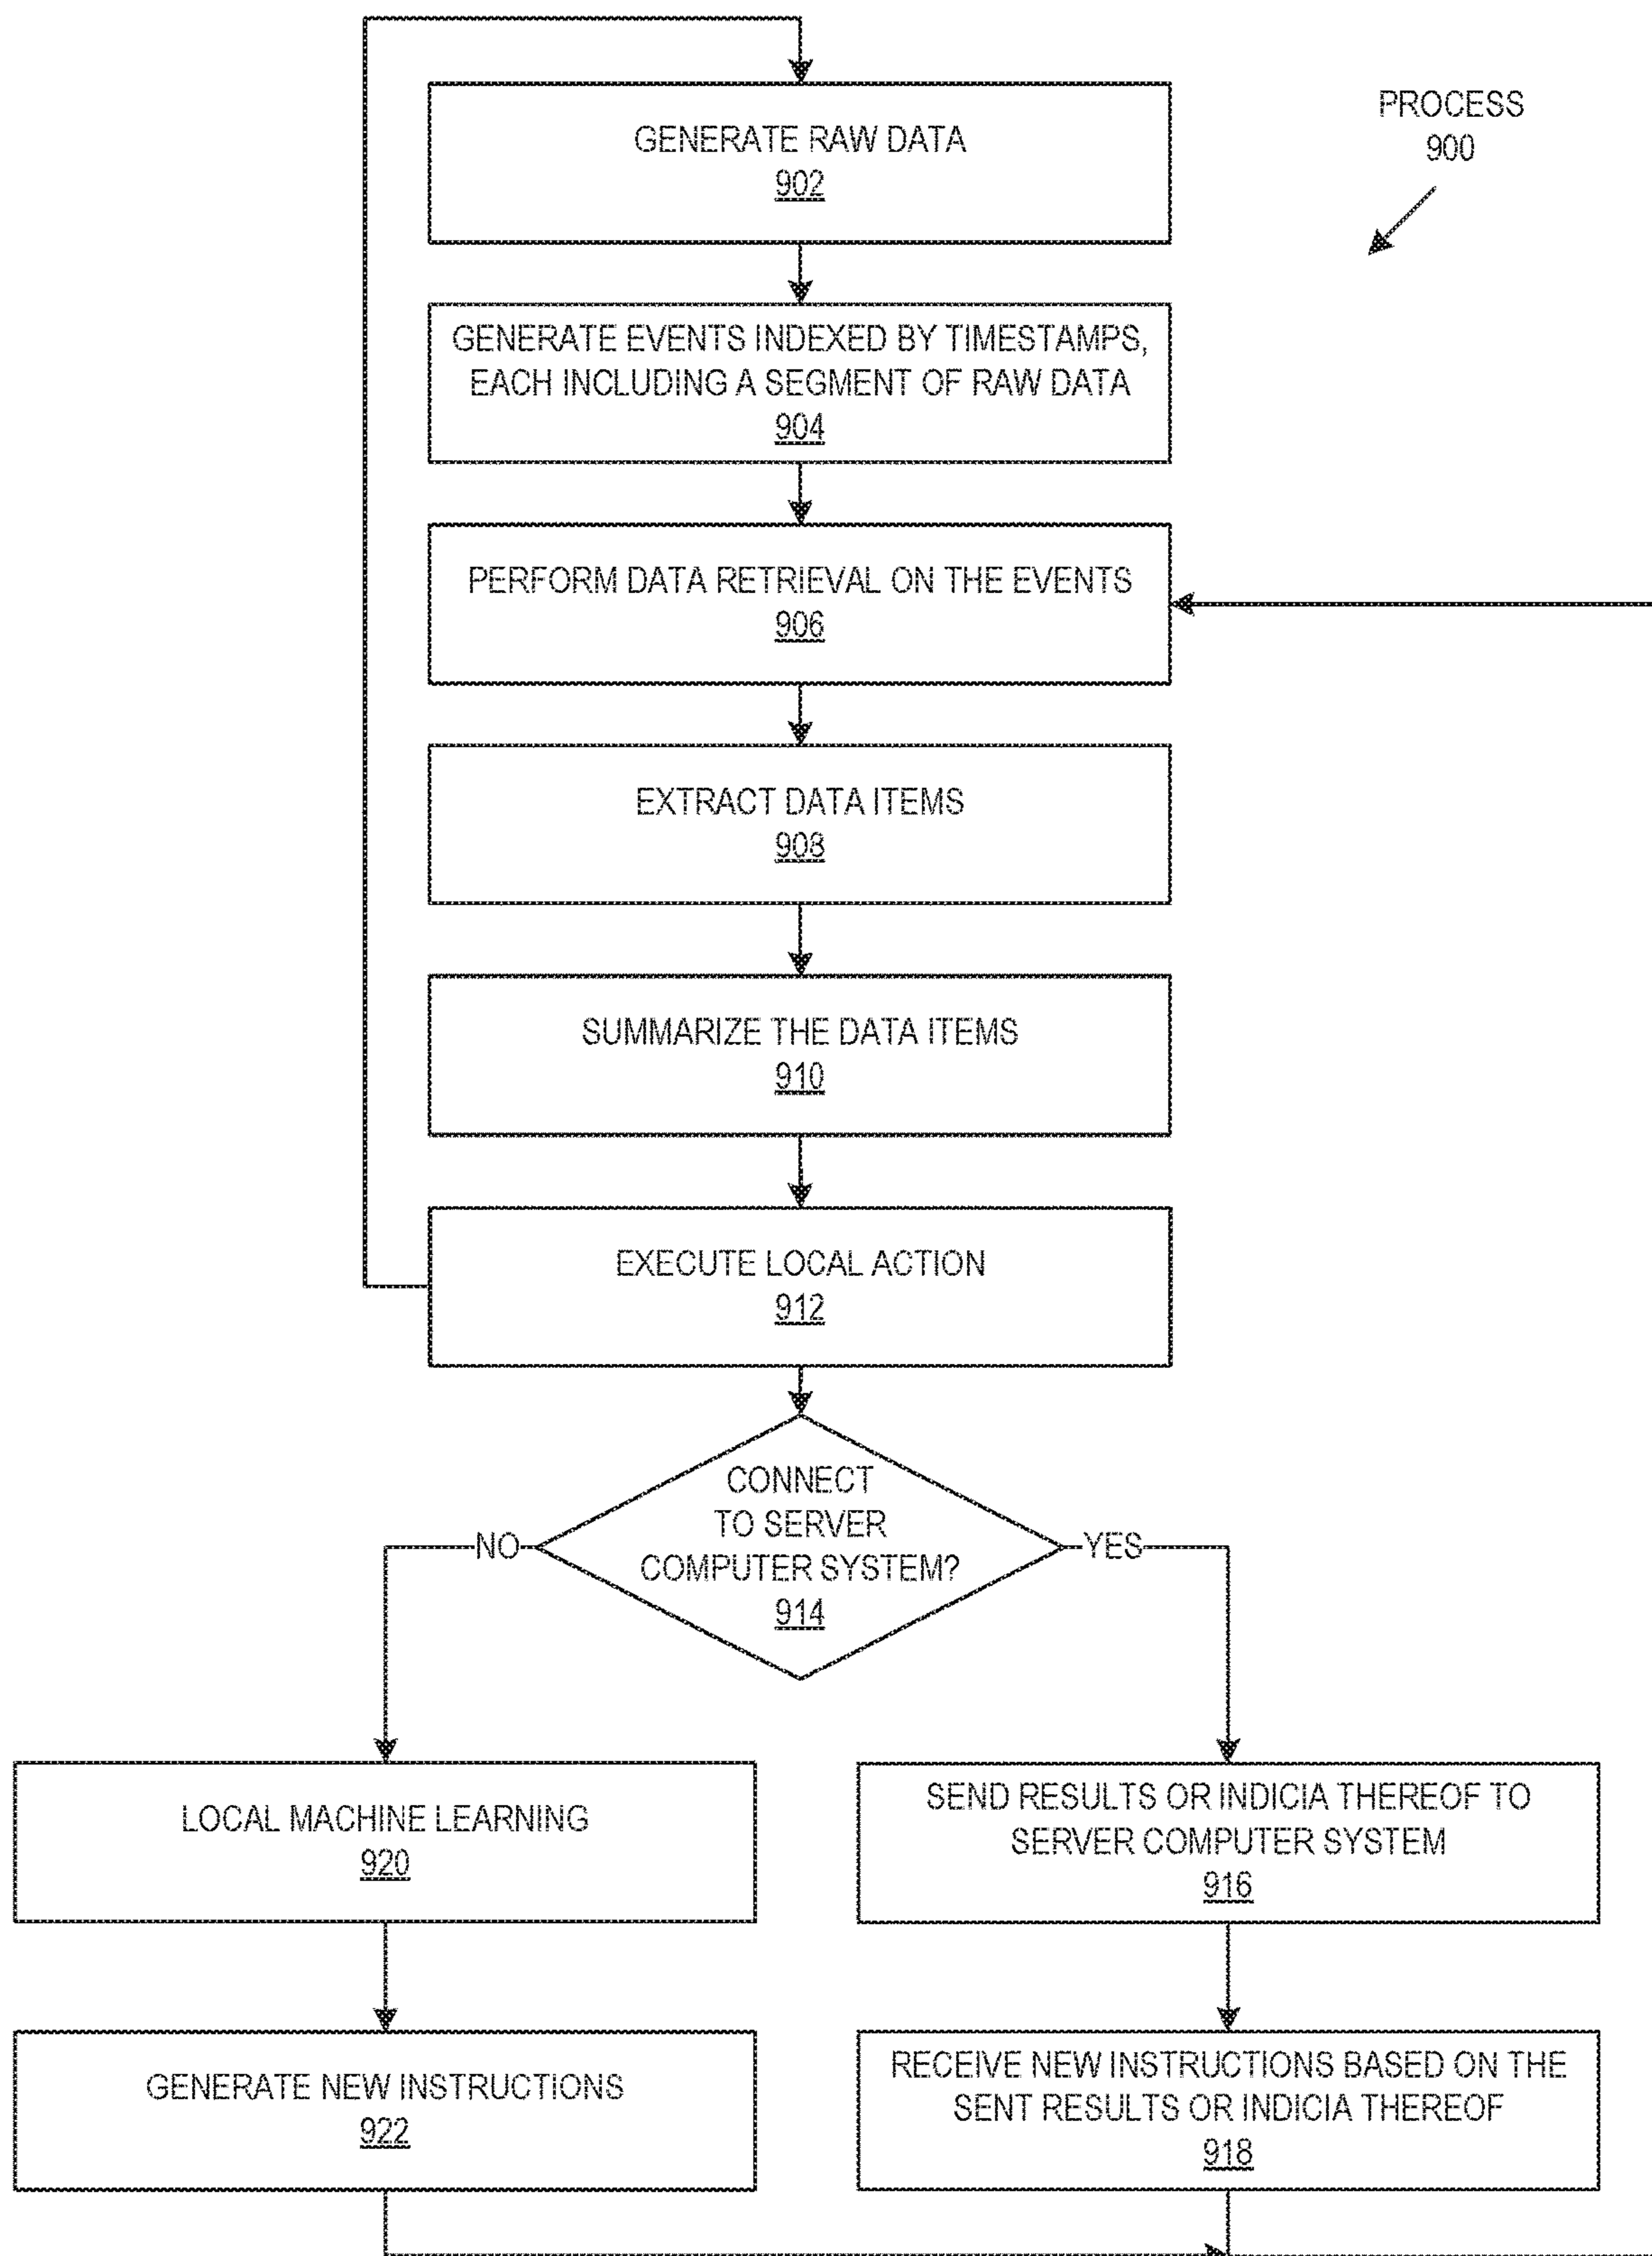 PROCESS
900
GENERATE RAW DATA
902
GENERATE EVENTS INDEXED BY TIMESTAMPS,
EACH INCLUDING A SEGMENT OF RAW DATA
904
PERFORM DATA RETRIEVAL ON THE EVENTS
906
EXTRACT DATA ITEMS
908
SUMMARIZE THE DATA ITEMS
910
EXECUTE LOCAL ACTION
912
CONNECT
TO SERVER
COMPUTER SYSTEM?
914
NO
YES
LOCAL MACHINE LEARNING
920
SEND RESULTS OR INDICIA THEREOF TO
SERVER COMPUTER SYSTEM
916
GENERATE NEW INSTRUCTIONS
922
RECEIVE NEW INSTRUCTIONS BASED ON THE
SENT RESULTS OR INDICIA THEREOF
918